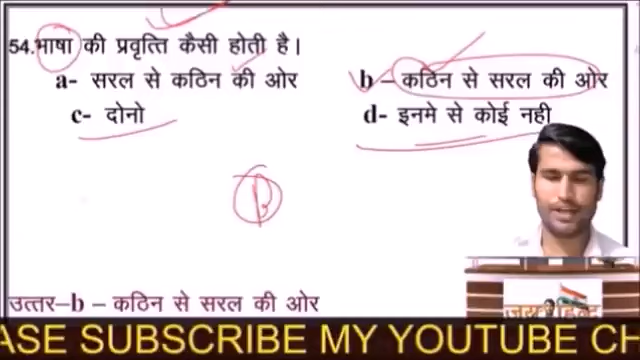 54.भाषा की प्रवृत्ति कैसी होती है।
a- सरल से कठिन की ओर
b – कठिन से सरल की ओर
c- दोनो
d- इनमे से कोई नही
B
उत्तर–b – कठिन से सरल की ओर
जय हिन्द
ASE SUBSCRIBE MY YOUTUBE CH